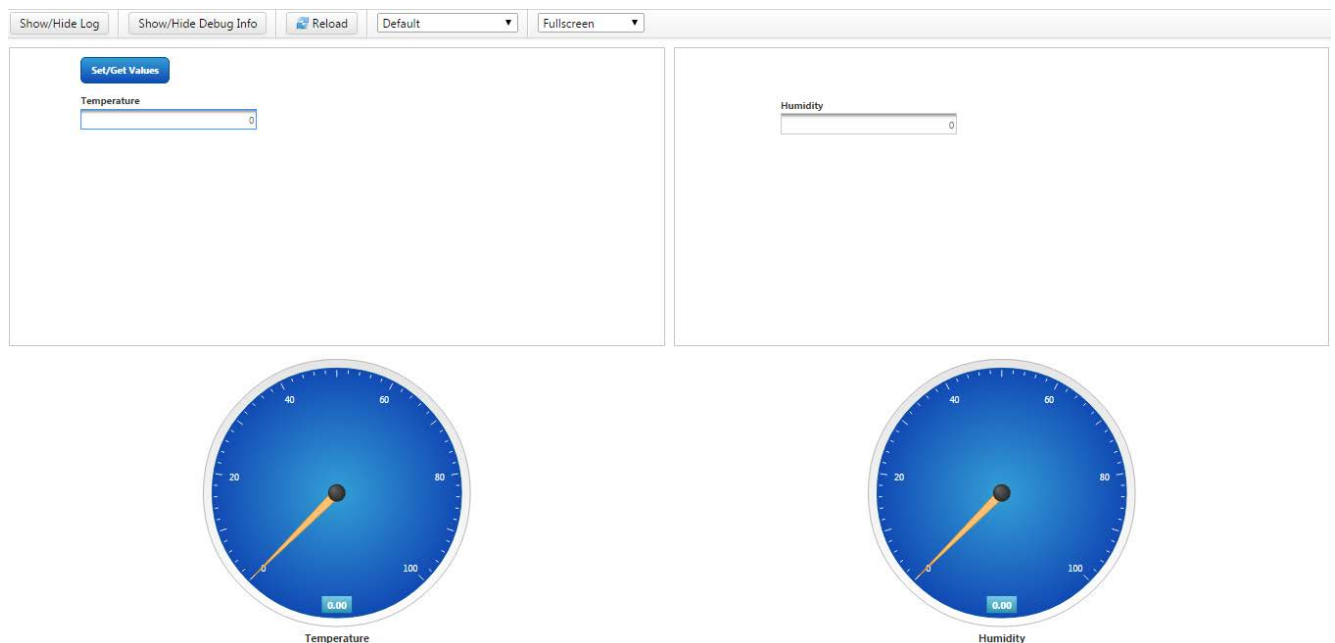 Show/Hide Log Show/Hide Debug Info Reload Default Fullscreen
Set/Get Values
Temperature
0
Humidity
0
40 60
20 80
0 100
0.00
Temperature
40 60
20 80
0 100
0.00
Humidity